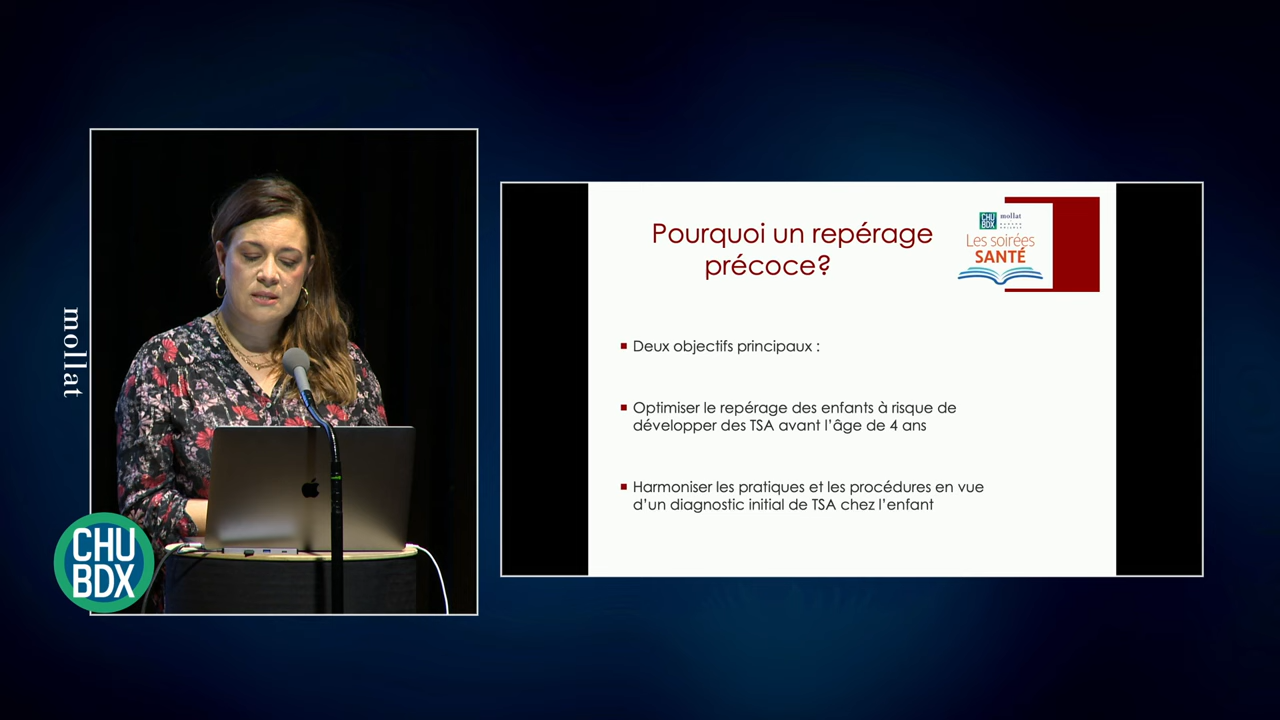 mollat
CHU
BDX
Pourquoi un repérage
précoce?
CHU
BDX
mollat
Les soirées
SANTÉ
Deux objectifs principaux :
Optimiser le repérage des enfants à risque de
développer des TSA avant l’âge de 4 ans
Harmoniser les pratiques et les procédures en vue
d’un diagnostic initial de TSA chez l’enfant